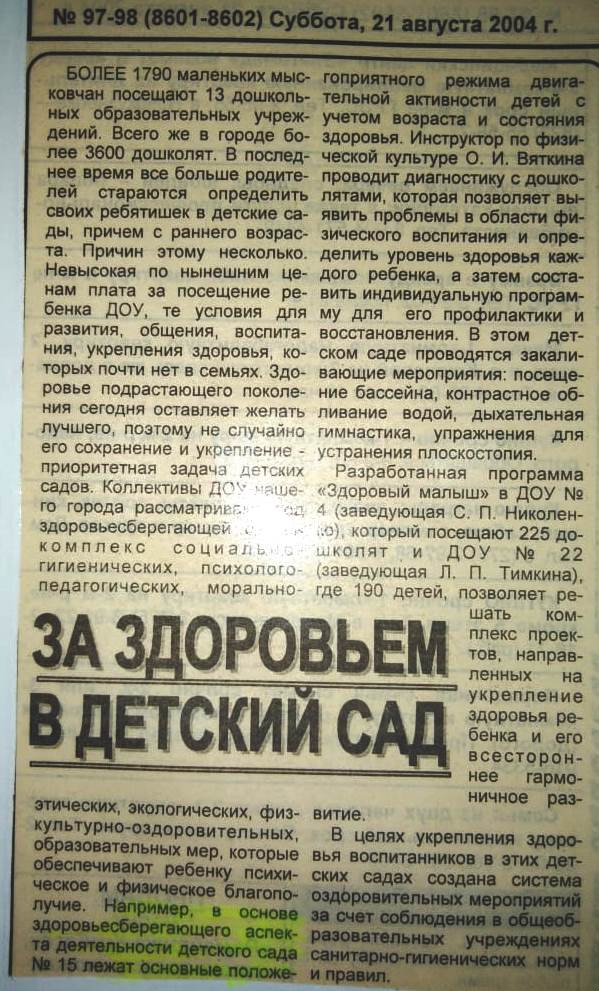 № 97-98 (8601-8602) Суббота, 21 августа 2004 г.
БОЛЕЕ 1790 маленьких мыс-
ковчан посещают 13 дошколь-
ных образовательных учреж-
дений. Всего же в городе бо-
лее 3600 дошколят. В послед-
нее время все больше родите-
лей стараются определить
своих ребятишек в детские са-
ды, причем с раннего возрас-
та. Причин этому несколько.
Невысокая по нынешним це-
нам плата за посещение ре-
бенка ДОУ, те условия для
развития, общения, воспита-
ния, укрепления здоровья, ко-
торых почти нет в семьях. Здо-
ровье подрастающего поколе-
ния сегодня оставляет желать
лучшего, поэтому не случайно
его сохранение и укрепление -
приоритетная задача детских
садов. Коллективы ДОУ наше-
го города рассматривают под
здоровьесберегающей
комплекс социально-
гигиенических, психолого-
педагогических, морально-
ЗА ЗДОРОВЬЕМ
В ДЕТСКИЙ САД
этических, экологических, физ-
культурно-оздоровительных,
образовательных мер, которые
обеспечивают ребенку психи-
ческое и физическое благопо-
лучие. Например, в основе
здоровьесберегающего аспек-
та деятельности детского сада
№ 15 лежат основные положе-
гоприятного режима двига-
тельной активности детей с
учетом возраста и состояния
здоровья. Инструктор по физи-
ческой культуре О. И. Вяткина
проводит диагностику с дошко-
лятами, которая позволяет вы-
явить проблемы в области фи-
зического воспитания и опре-
делить уровень здоровья каж-
дого ребенка, а затем соста-
вить индивидуальную програм-
му для его профилактики и
восстановления. В этом дет-
ском саде проводятся закали-
вающие мероприятия: посеще-
ние бассейна, контрастное об-
ливание водой, дыхательная
гимнастика, упражнения для
устранения плоскостопия.
Разработанная программа
«Здоровый малыш» в ДОУ №
4 (заведующая С. П. Николен-
ко), который посещают 225 до-
школят и ДОУ № 22
(заведующая Л. П. Тимкина),
где 190 детей, позволяет ре-
шать ком-
плекс проек-
тов, направ-
ленных на
укрепление
здоровья ре-
бенка и его
всесторон-
нее гармо-
ничное раз-
витие.
В целях укрепления здоро-
вья воспитанников в этих дет-
ских садах создана система
оздоровительных мероприятий
за счет соблюдения в общеоб-
разовательных учреждениях
санитарно-гигиенических норм
и правил.